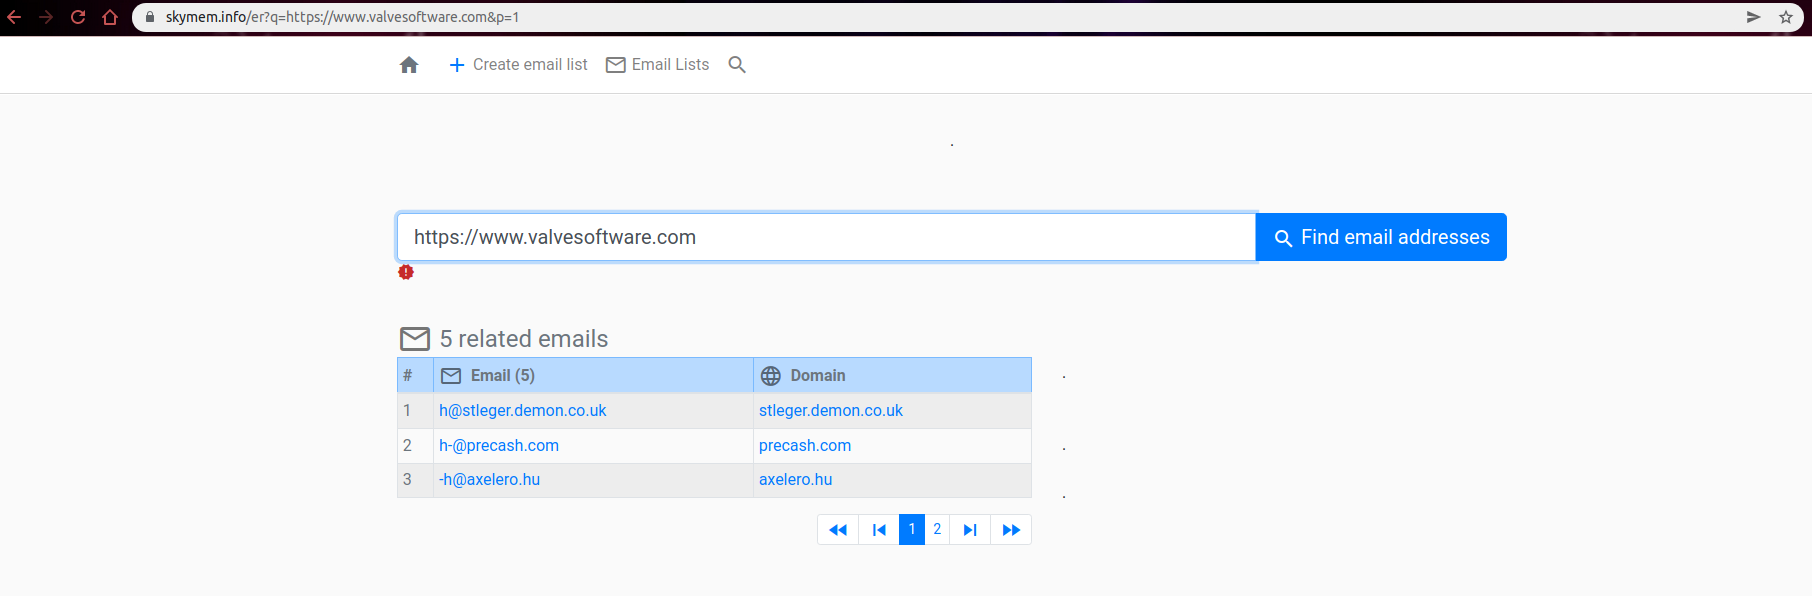 skymem.info/er?q=https://www.valvesoftware.com&p=1
Create email list Email Lists
.
https://www.valvesoftware.com Find email addresses
5 related emails
# Email (5) Domain
.
1 h@stleger.demon.co.uk stleger.demon.co.uk
2 h-@precash.com precash.com
.
3 -h@axelero.hu axelero.hu
.
1 2